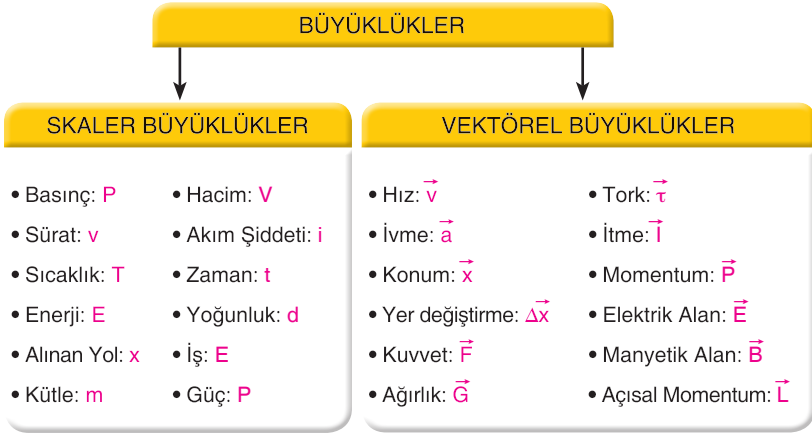 BÜYÜKLÜKLER
SKALER BÜYÜKLÜKLER
• Basınç: P
• Sürat: v
• Sıcaklık: T
• Enerji: E
• Alınan Yol: x
• Kütle: m
• Hacim: V
• Akım Şiddeti: i
• Zaman: t
• Yoğunluk: d
• İş: E
• Güç: P
VEKTÖREL BÜYÜKLÜKLER
• Hız: v⃗
• İvme: a⃗
• Konum: x⃗
• Yer değiştirme: Δx⃗
• Kuvvet: F⃗
• Ağırlık: G⃗
• Tork: τ⃗
• İtme: I⃗
• Momentum: P⃗
• Elektrik Alan: E⃗
• Manyetik Alan: B⃗
• Açısal Momentum: L⃗